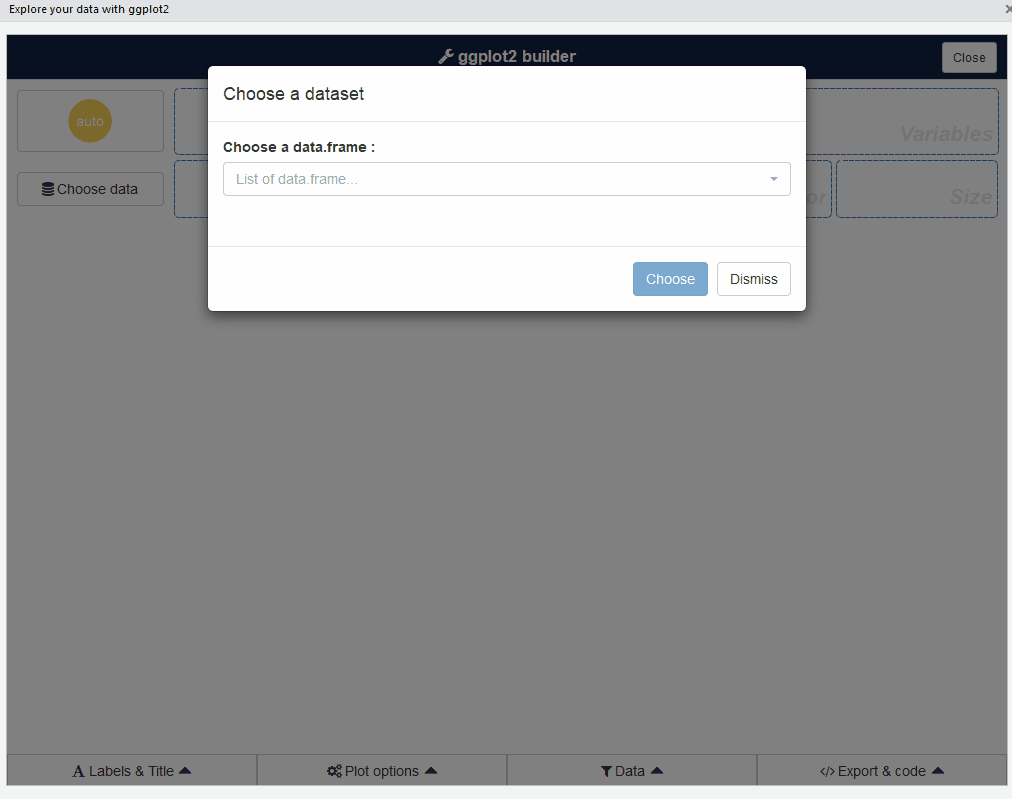 Explore your data with ggplot2
ggplot2 builder
Close
Choose a dataset
auto
Variables
Choose a data.frame :
List of data.frame...
Choose data
or
Size
Choose
Dismiss
Labels & Title
Plot options
Data
</> Export & code